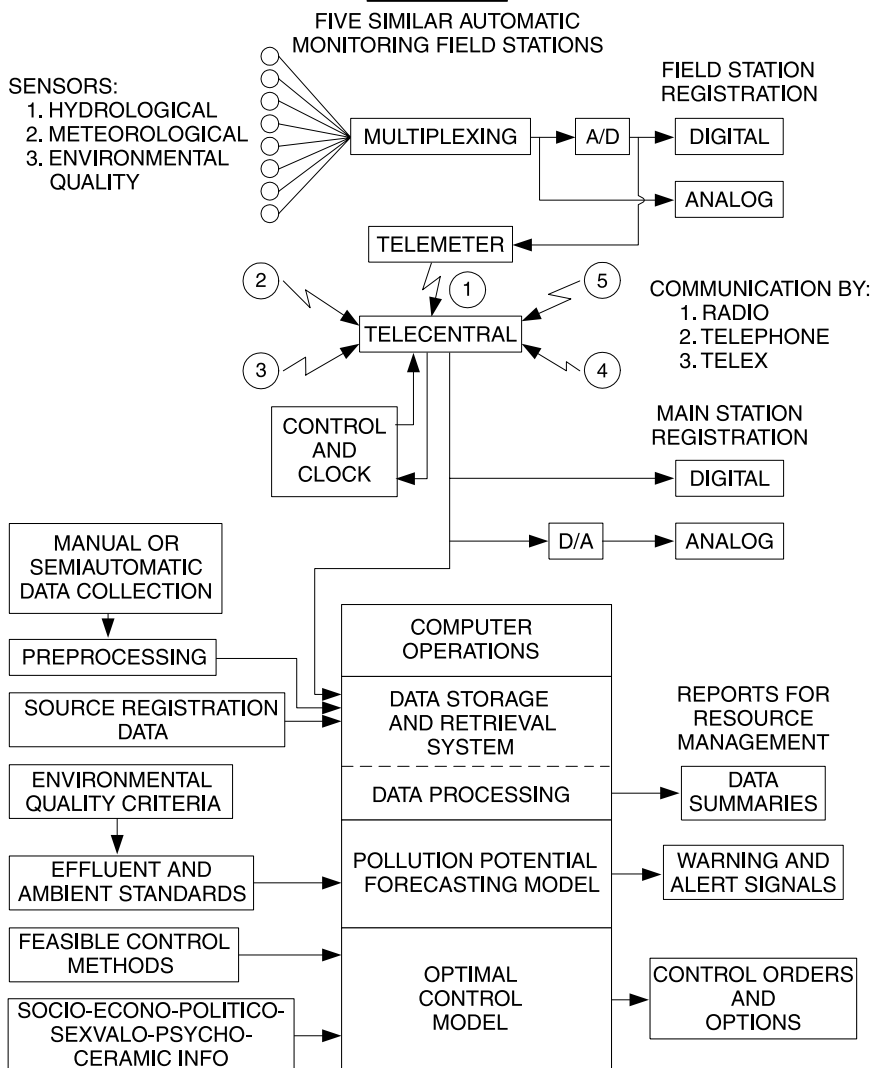 FIVE SIMILAR AUTOMATIC
MONITORING FIELD STATIONS
SENSORS:
1. HYDROLOGICAL
2. METEOROLOGICAL
3. ENVIRONMENTAL
QUALITY
FIELD STATION
REGISTRATION
MULTIPLEXING
A/D
DIGITAL
ANALOG
TELEMETER
2
1
5
COMMUNICATION BY:
1. RADIO
2. TELEPHONE
3. TELEX
TELECENTRAL
3
4
CONTROL
AND
CLOCK
MAIN STATION
REGISTRATION
DIGITAL
D/A
ANALOG
MANUAL OR
SEMIAUTOMATIC
DATA COLLECTION
PREPROCESSING
SOURCE REGISTRATION
DATA
COMPUTER
OPERATIONS
DATA STORAGE
AND RETRIEVAL
SYSTEM
REPORTS FOR
RESOURCE
MANAGEMENT
ENVIRONMENTAL
QUALITY CRITERIA
DATA PROCESSING
DATA
SUMMARIES
EFFLUENT AND
AMBIENT STANDARDS
POLLUTION POTENTIAL
FORECASTING MODEL
WARNING AND
ALERT SIGNALS
FEASIBLE CONTROL
METHODS
OPTIMAL
CONTROL
MODEL
CONTROL ORDERS
AND
OPTIONS
SOCIO-ECONO-POLITICO-
SEXVALO-PSYCHO-
CERAMIC INFO